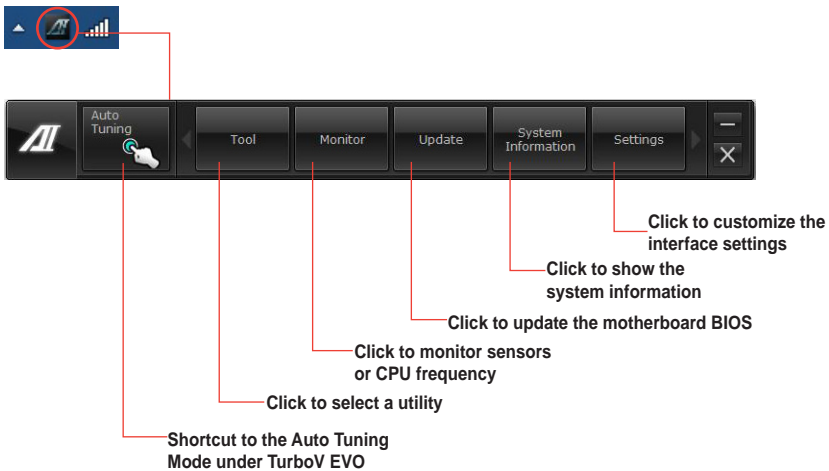 Auto
Tuning
Tool
Monitor
Update
System
Information
Settings
Click to customize the
interface settings
Click to show the
system information
Click to update the motherboard BIOS
Click to monitor sensors
or CPU frequency
Click to select a utility
Shortcut to the Auto Tuning
Mode under TurboV EVO